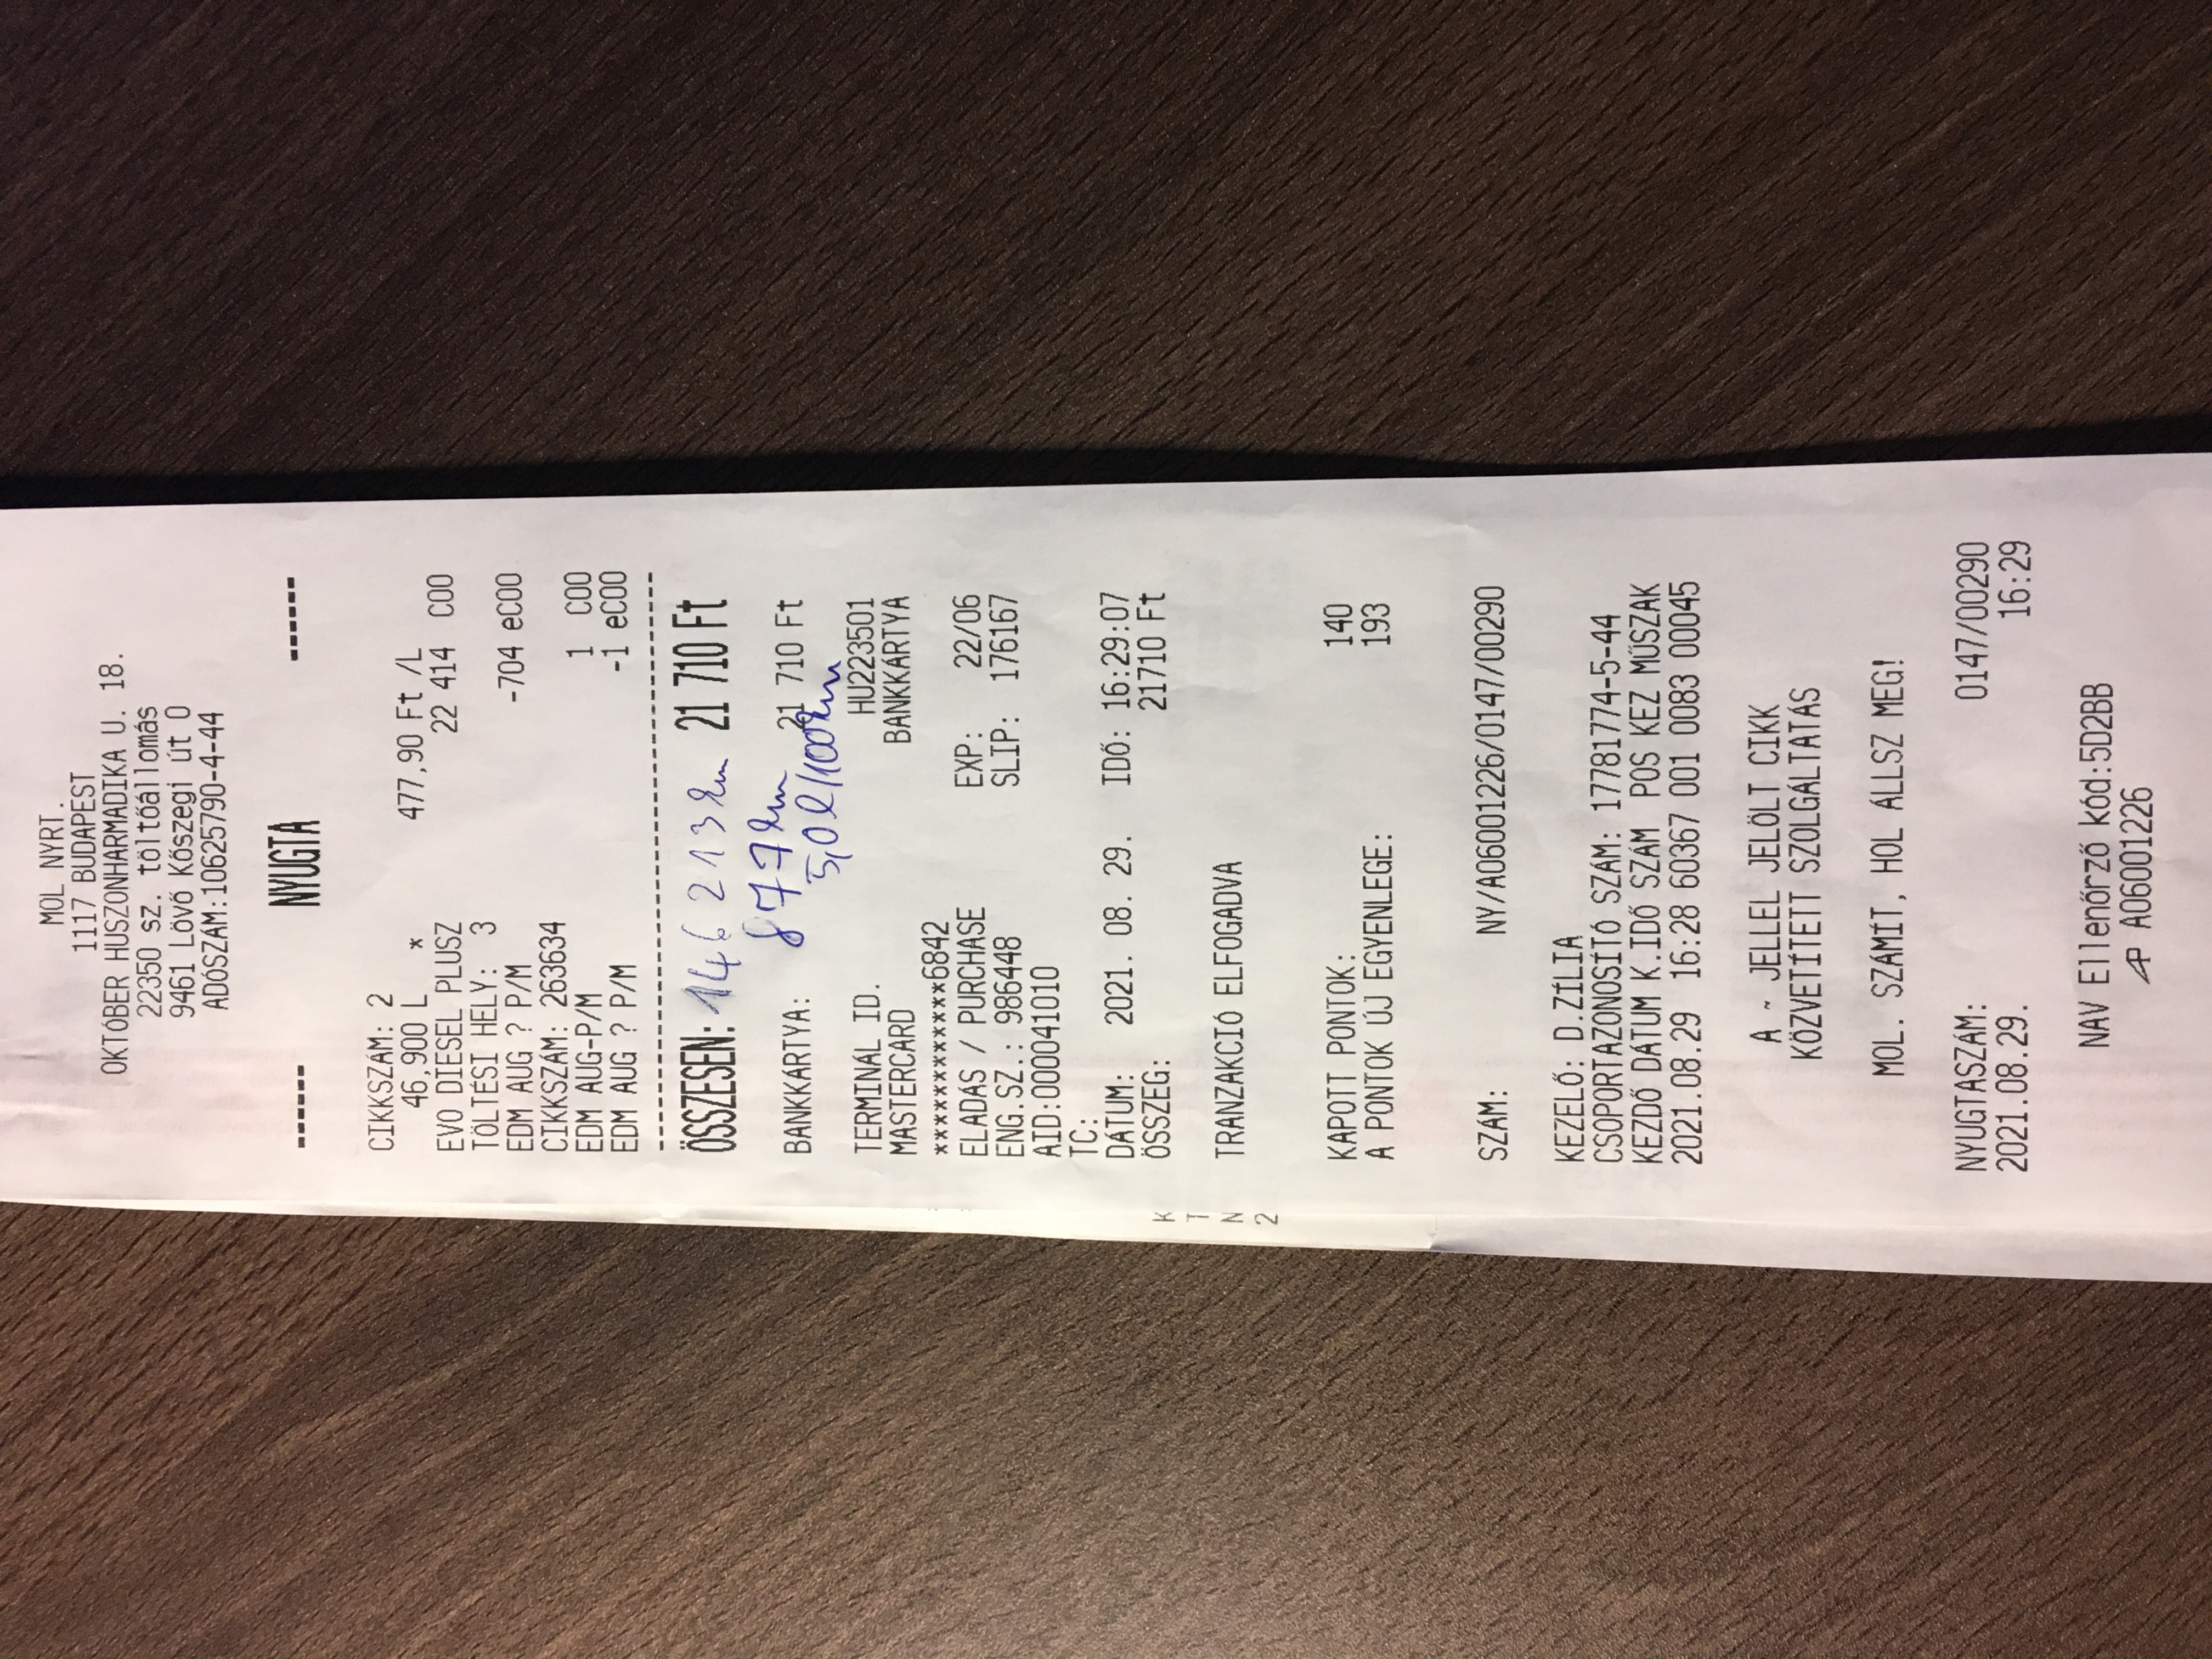 MOL NYRT.
1117 BUDAPEST
OKTÓBER HUSZONHARMADIKA U. 18.
22350 sz. töltőállomás
9461 Lövő Kőszegi út 0
ADÓSZÁM:10625790-4-44
------ NYUGTA ------
CIKKSZÁM: 2
46,900 L * 477,90 Ft /L
EVO DIESEL PLUSZ 22 414 C00
TÖLTÉSI HELY: 3
EDM AUG ? P/M -704 eC00
CIKKSZÁM: 263634
EDM AUG-P/M 1 C00
EDM AUG ? P/M -1 eC00
ÖSSZESEN: 146213 km 21 710 Ft
877 km
BANKKÁRTYA: 21 710 Ft
5,0 l/100 km
TERMINÁL ID. HU223501
MASTERCARD BANKKÁRTYA
************6842
ELADÁS / PURCHASE EXP: 22/06
ENG.SZ.: 986448 SLIP: 176167
AID:000041010
TC:
DÁTUM: 2021. 08. 29. IDŐ: 16:29:07
ÖSSZEG: 21710 Ft
K
T
N
2
TRANZAKCIÓ ELFOGADVA
KAPOTT PONTOK: 140
A PONTOK ÚJ EGYENLEGE: 193
SZÁM: NY/A06001226/0147/00290
KEZELŐ: D.ZÍLIA
CSOPORTAZONOSÍTÓ SZÁM: 17781774-5-44
KEZDŐ DÁTUM K.IDŐ SZÁM POS KEZ MŰSZAK
2021.08.29 16:28 60367 001 0083 00045
A ~ JELLEL JELÖLT CIKK
KÖZVETÍTETT SZOLGÁLTATÁS
MOL. SZÁMÍT, HOL ÁLLSZ MEG!
NYUGTASZÁM: 0147/00290
2021.08.29. 16:29
NAV Ellenőrző kód:5D2BB
AP A06001226